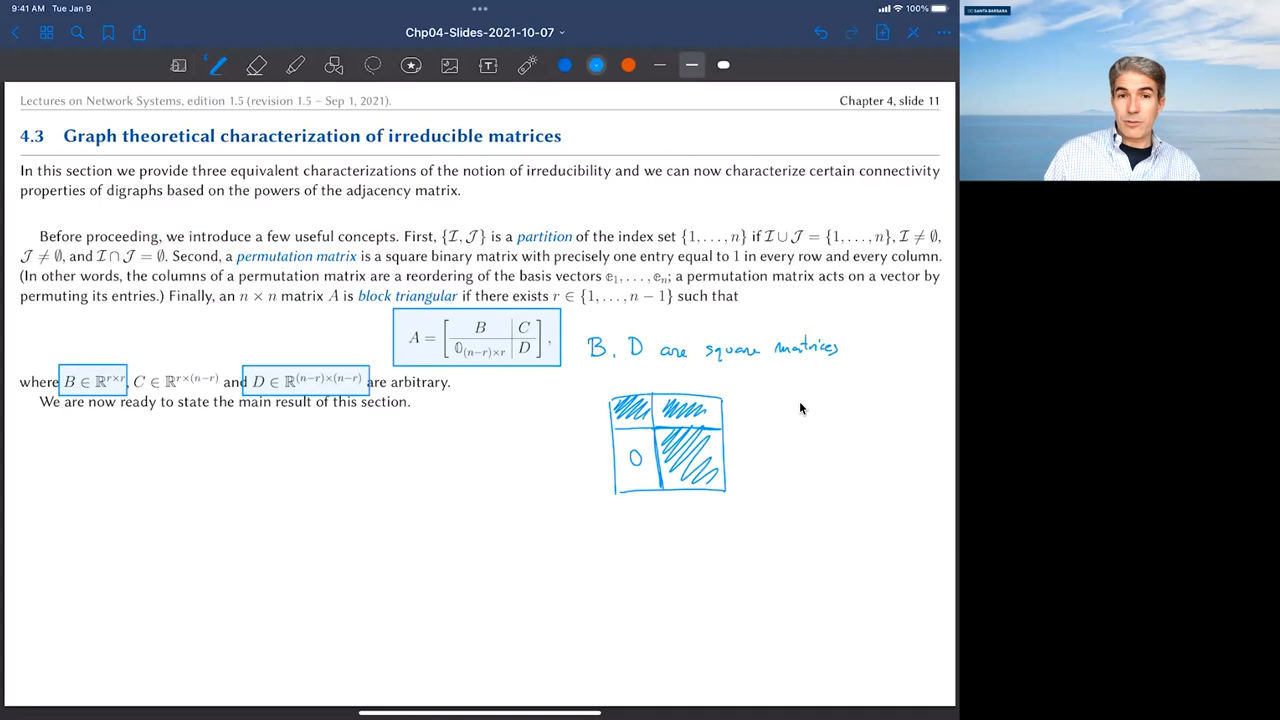 9:41 AM Tue Jan 9
100%
Chp04-Slides-2021-10-07
SANTA BARBARA
Lectures on Network Systems, edition 1.5 (revision 1.5 – Sep 1, 2021).
Chapter 4, slide 11
4.3 Graph theoretical characterization of irreducible matrices
In this section we provide three equivalent characterizations of the notion of irreducibility and we can now characterize certain connectivity
properties of digraphs based on the powers of the adjacency matrix.
Before proceeding, we introduce a few useful concepts. First, {ℐ, 𝒥} is a partition of the index set {1, . . . , n} if ℐ ∪ 𝒥 = {1, . . . , n}, ℐ ≠ ∅,
𝒥 ≠ ∅, and ℐ ∩ 𝒥 = ∅. Second, a permutation matrix is a square binary matrix with precisely one entry equal to 1 in every row and every column.
(In other words, the columns of a permutation matrix are a reordering of the basis vectors 𝕖₁, . . . , 𝕖ₙ; a permutation matrix acts on a vector by
permuting its entries.) Finally, an n × n matrix A is block triangular if there exists r ∈ {1, . . . , n − 1} such that
A = [ B | C
𝟘₍ₙ₋ᵣ₎ₓᵣ | D ] ,
B, D are square matrices
where B ∈ ℝʳˣʳ, C ∈ ℝʳˣ⁽ⁿ⁻ʳ⁾ and D ∈ ℝ⁽ⁿ⁻ʳ⁾ˣ⁽ⁿ⁻ʳ⁾ are arbitrary.
We are now ready to state the main result of this section.
0